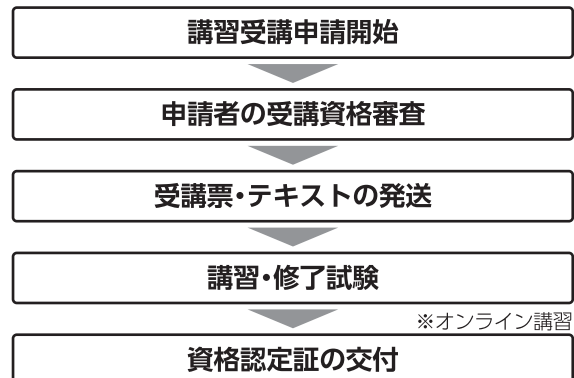 講習受講申請開始
申請者の受講資格審査
受講票・テキストの発送
講習・修了試験
※オンライン講習
資格認定証の交付